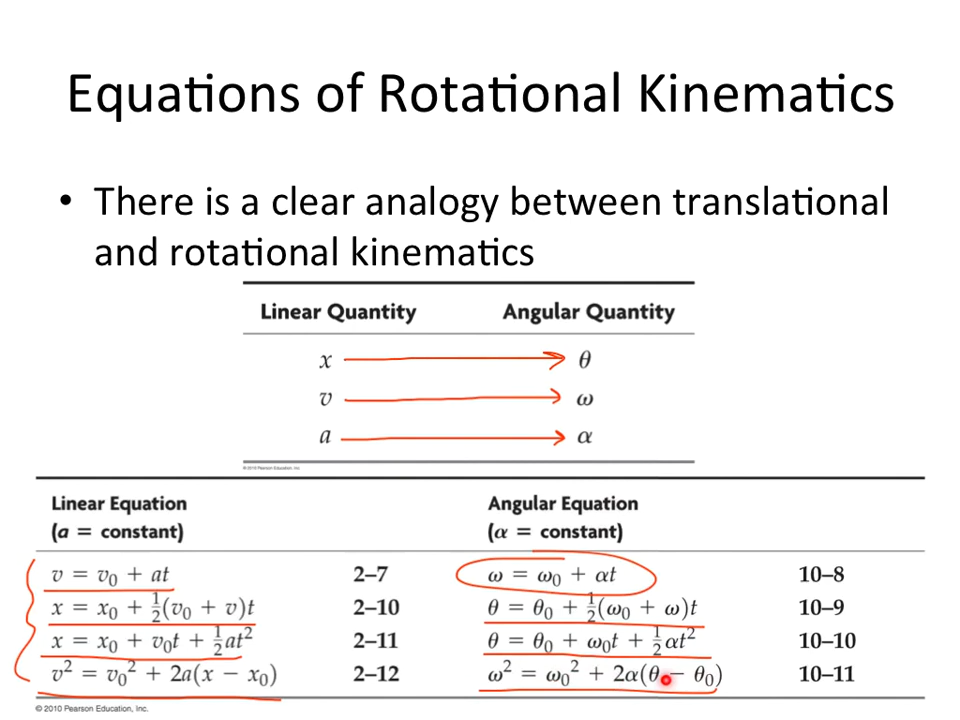 Equations of Rotational Kinematics
• There is a clear analogy between translational
and rotational kinematics
Linear Quantity Angular Quantity
x θ
v ω
a α
© 2010 Pearson Education, Inc.
Linear Equation Angular Equation
(a = constant) (α = constant)
v = v₀ + at 2–7 ω = ω₀ + αt 10–8
x = x₀ + ½(v₀ + v)t 2–10 θ = θ₀ + ½(ω₀ + ω)t 10–9
x = x₀ + v₀t + ½at² 2–11 θ = θ₀ + ω₀t + ½αt² 10–10
v² = v₀² + 2a(x − x₀) 2–12 ω² = ω₀² + 2α(θ − θ₀) 10–11
© 2010 Pearson Education, Inc.